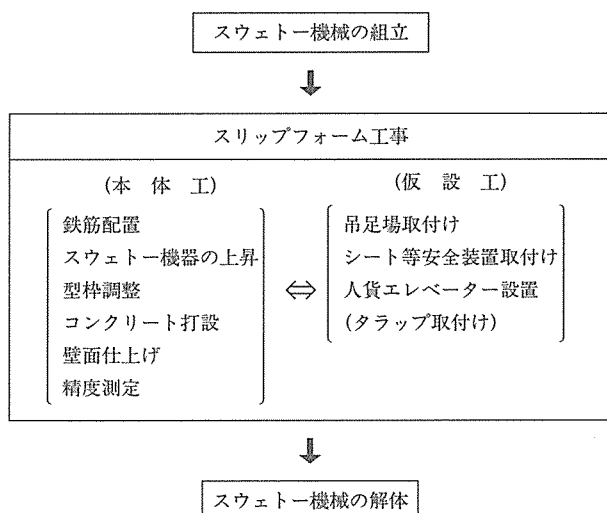 スウェトー機械の組立
スリップフォーム工事
(本体工)
鉄筋配置
スウェトー機器の上昇
型枠調整
コンクリート打設
壁面仕上げ
精度測定
(仮設工)
吊足場取付け
シート等安全装置取付け
人貨エレベーター設置
(タラップ取付け)
スウェトー機械の解体